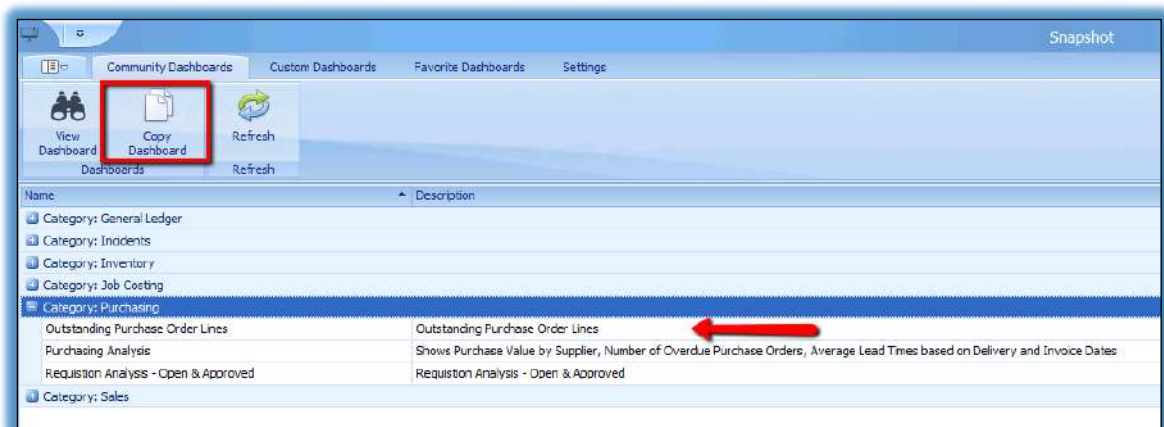 Snapshot
Community Dashboards Custom Dashboards Favorite Dashboards Settings
View Dashboard
Copy Dashboard
Refresh
Dashboards Refresh
Name Description
Category: General Ledger
Category: Incidents
Category: Inventory
Category: Job Costing
Category: Purchasing
Outstanding Purchase Order Lines Outstanding Purchase Order Lines
Purchasing Analysis Shows Purchase Value by Supplier, Number of Overdue Purchase Orders, Average Lead Times based on Delivery and Invoice Dates
Requistion Analysis - Open & Approved Requistion Analysis - Open & Approved
Category: Sales